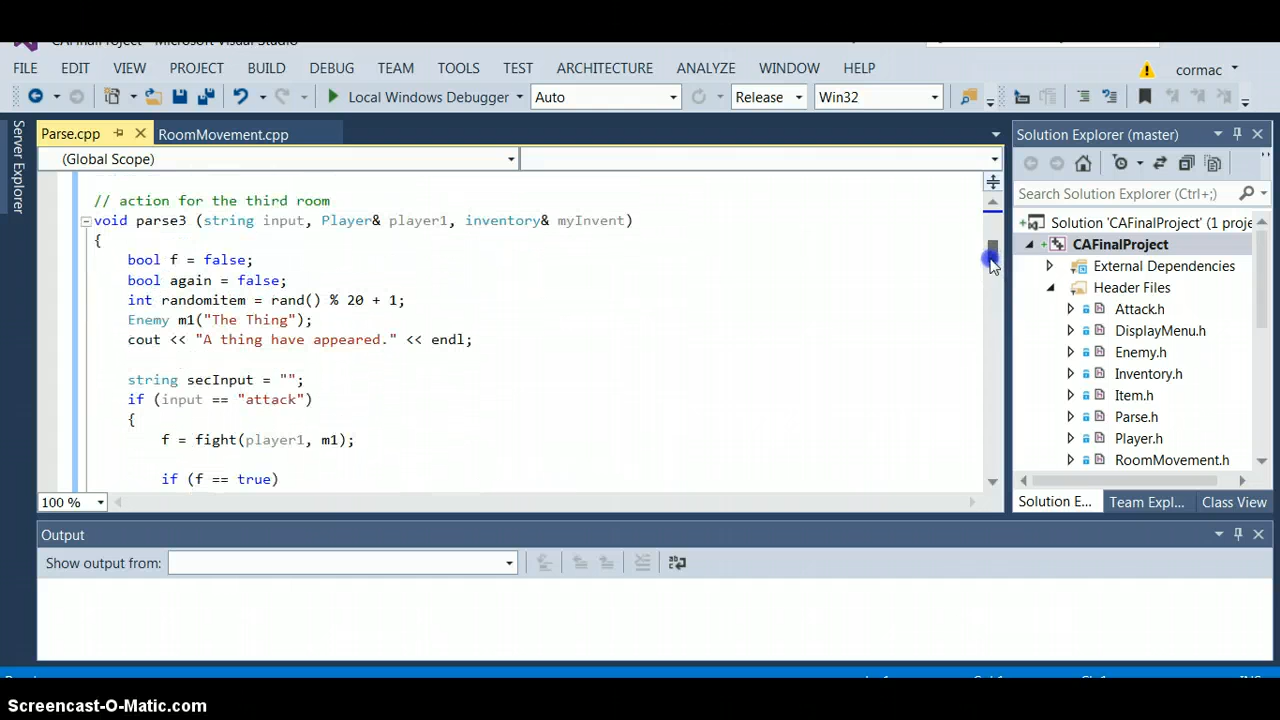 CAFinalProject - Microsoft Visual Studio
FILE EDIT VIEW PROJECT BUILD DEBUG TEAM TOOLS TEST ARCHITECTURE ANALYZE WINDOW HELP cormac
Local Windows Debugger Auto Release Win32
Server Explorer
Parse.cpp RoomMovement.cpp
(Global Scope)
// action for the third room
void parse3 (string input, Player& player1, inventory& myInvent)
{
bool f = false;
bool again = false;
int randomitem = rand() % 20 + 1;
Enemy m1("The Thing");
cout << "A thing have appeared." << endl;
string secInput = "";
if (input == "attack")
{
f = fight(player1, m1);
if (f == true)
100 %
Solution Explorer (master)
Search Solution Explorer (Ctrl+;)
Solution 'CAFinalProject' (1 proje
CAFinalProject
External Dependencies
Header Files
Attack.h
DisplayMenu.h
Enemy.h
Inventory.h
Item.h
Parse.h
Player.h
RoomMovement.h
Solution E... Team Expl... Class View
Output
Show output from:
Screencast-O-Matic.com